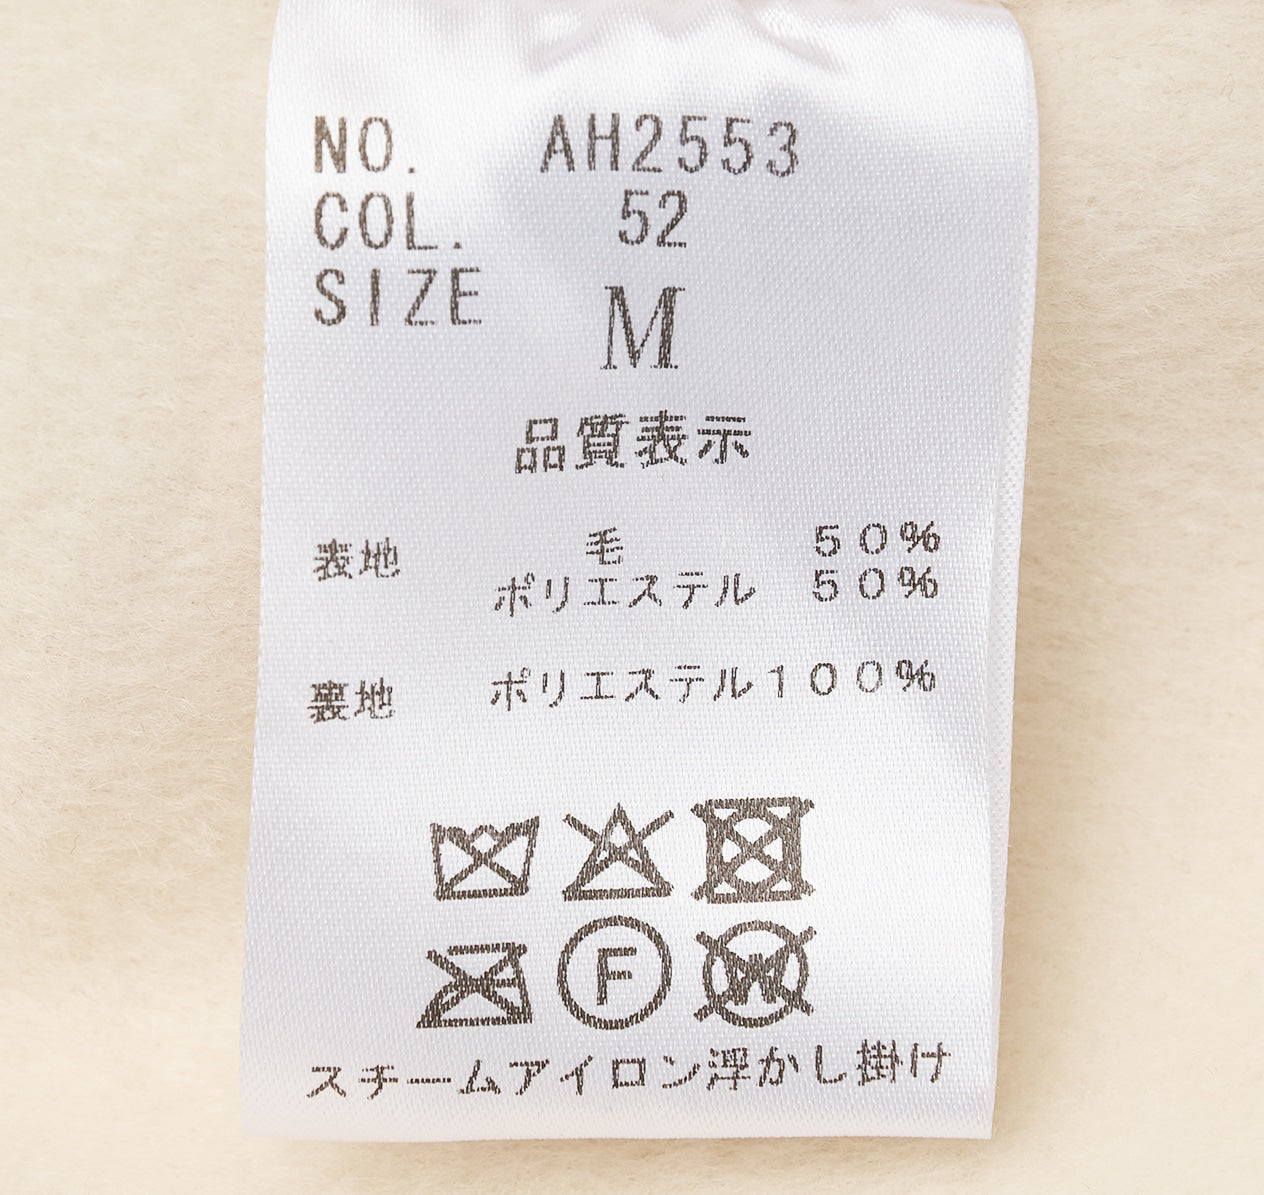 NO. AH2553
COL. 52
SIZE M
品質表示
表地 毛 50%
ポリエステル 50%
裏地 ポリエステル100%
F
W
スチームアイロン浮かし掛け